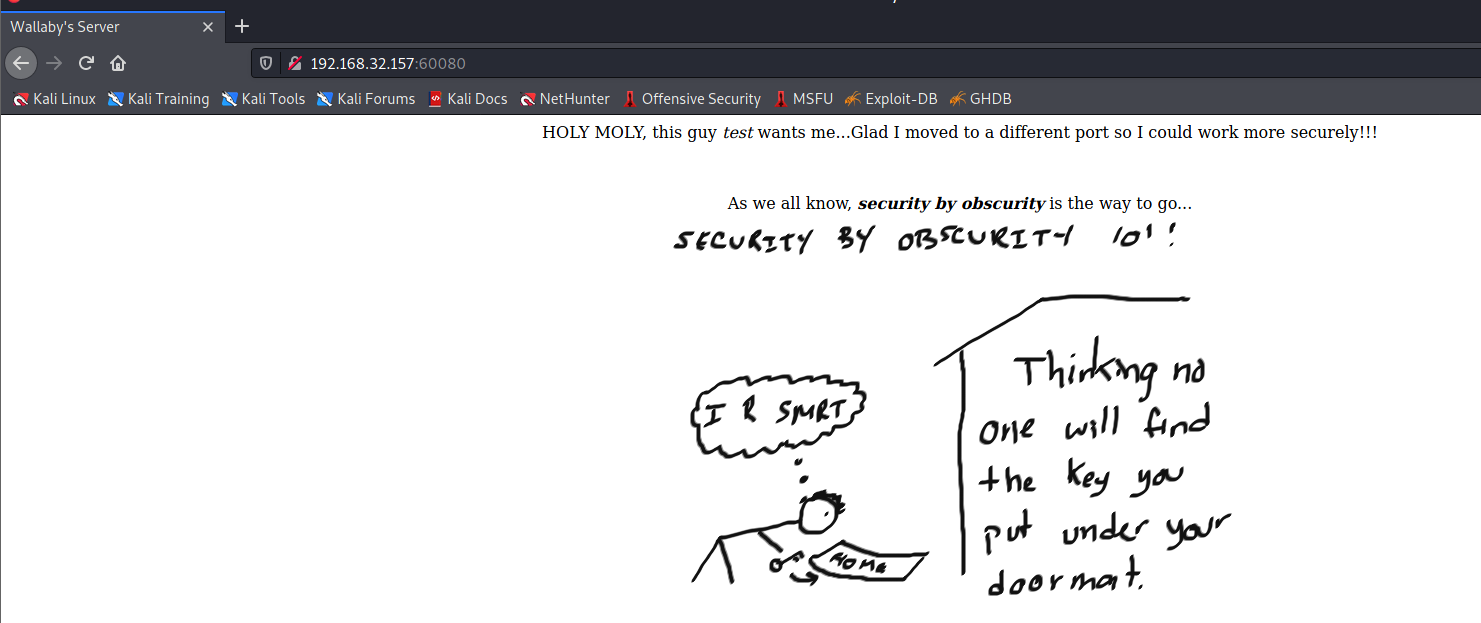 Wallaby's Server
192.168.32.157:60080
Kali Linux Kali Training Kali Tools Kali Forums Kali Docs NetHunter Offensive Security MSFU Exploit-DB GHDB
HOLY MOLY, this guy test wants me...Glad I moved to a different port so I could work more securely!!!
As we all know, security by obscurity is the way to go...
SECURITY BY OBSCURITY 101!
I R SMRT
HOME
Thinking no
one will find
the key you
put under your
doormat.